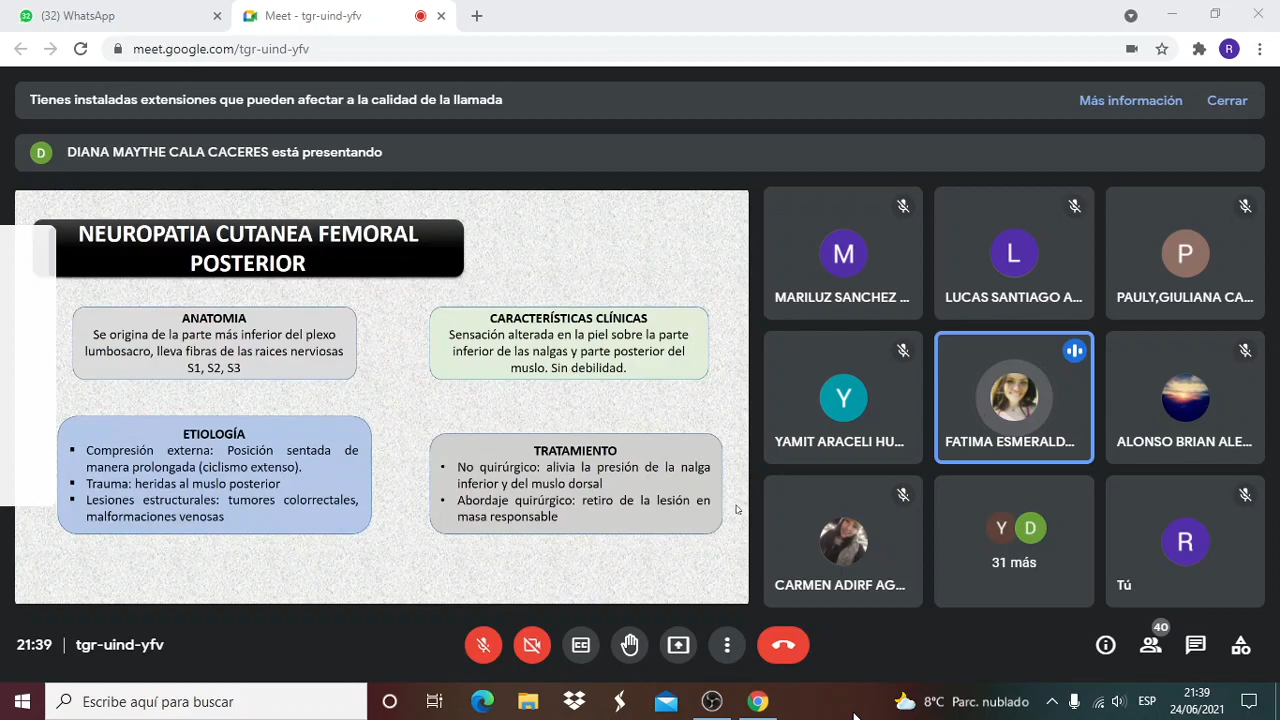 (32) WhatsApp
Meet - tgr-uind-yfv
meet.google.com/tgr-uind-yfv
R
Tienes instaladas extensiones que pueden afectar a la calidad de la llamada
Más información
Cerrar
D
DIANA MAYTHE CALA CACERES está presentando
NEUROPATIA CUTANEA FEMORAL
POSTERIOR
ANATOMIA
Se origina de la parte más inferior del plexo
lumbosacro, lleva fibras de las raices nerviosas
S1, S2, S3
CARACTERÍSTICAS CLÍNICAS
Sensación alterada en la piel sobre la parte
inferior de las nalgas y parte posterior del
muslo. Sin debilidad.
ETIOLOGÍA
▪ Compresión externa: Posición sentada de
manera prolongada (ciclismo extenso).
▪ Trauma: heridas al muslo posterior
▪ Lesiones estructurales: tumores colorrectales,
malformaciones venosas
TRATAMIENTO
• No quirúrgico: alivia la presión de la nalga
inferior y del muslo dorsal
• Abordaje quirúrgico: retiro de la lesión en
masa responsable
M
MARILUZ SANCHEZ ...
L
LUCAS SANTIAGO A...
P
PAULY,GIULIANA CA...
Y
YAMIT ARACELI HU...
FATIMA ESMERALD...
ALONSO BRIAN ALE...
CARMEN ADIRF AG...
Y D
31 más
R
Tú
21:39 | tgr-uind-yfv
40
Escribe aquí para buscar
8°C Parc. nublado
ESP
21:39
24/06/2021